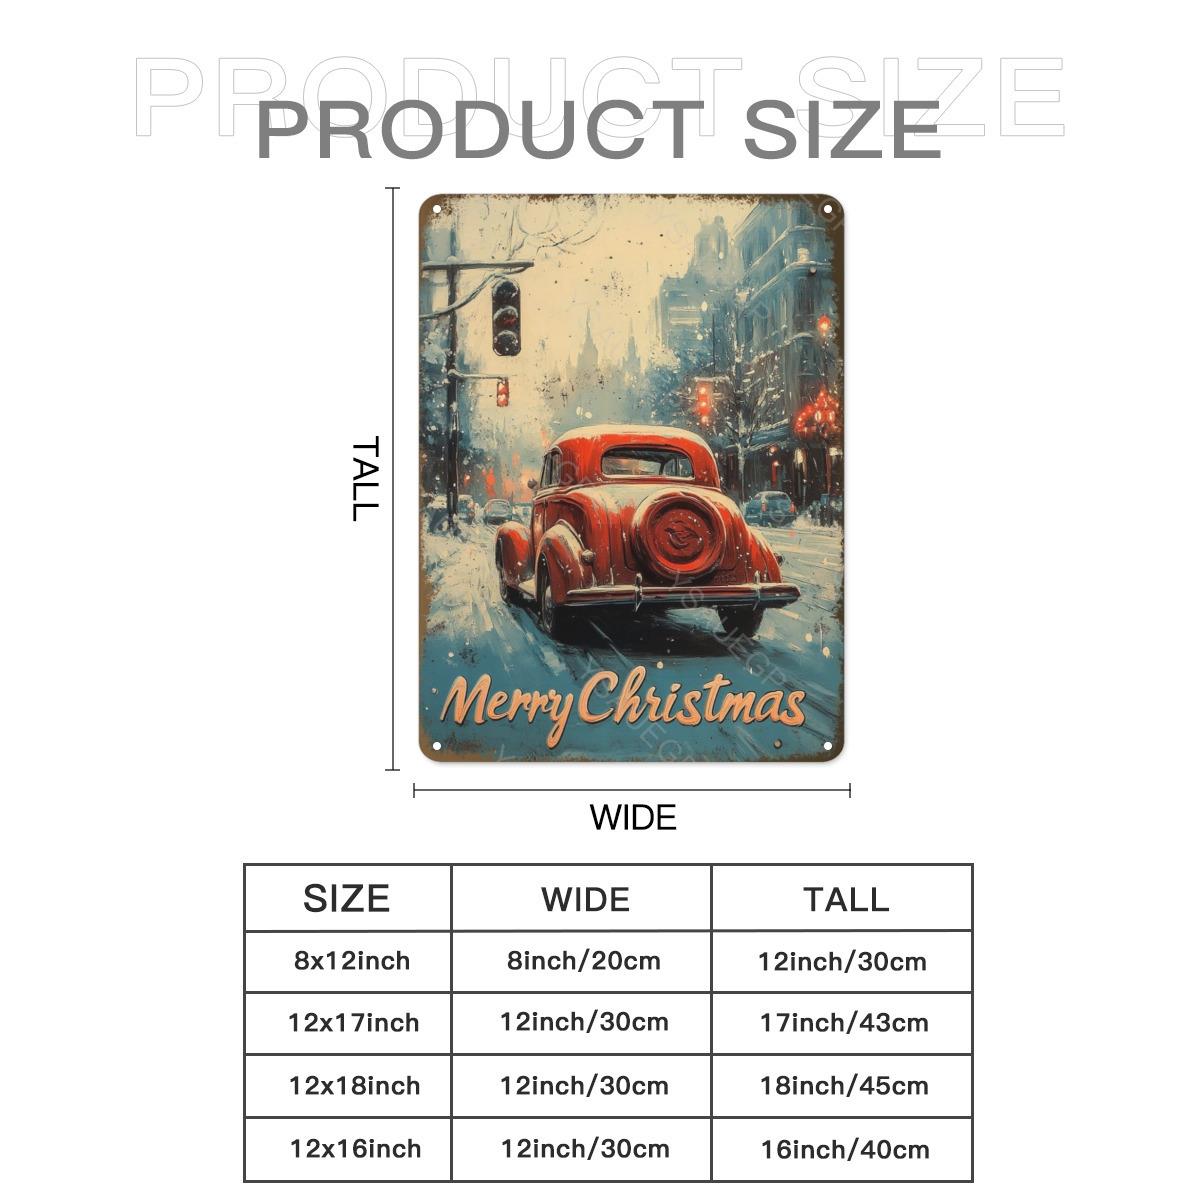 PRODUCT SIZE
PRODUCT SIZE
TALL
Merry Christmas
WIDE
SIZE WIDE TALL
8x12inch 8inch/20cm 12inch/30cm
12x17inch 12inch/30cm 17inch/43cm
12x18inch 12inch/30cm 18inch/45cm
12x16inch 12inch/30cm 16inch/40cm